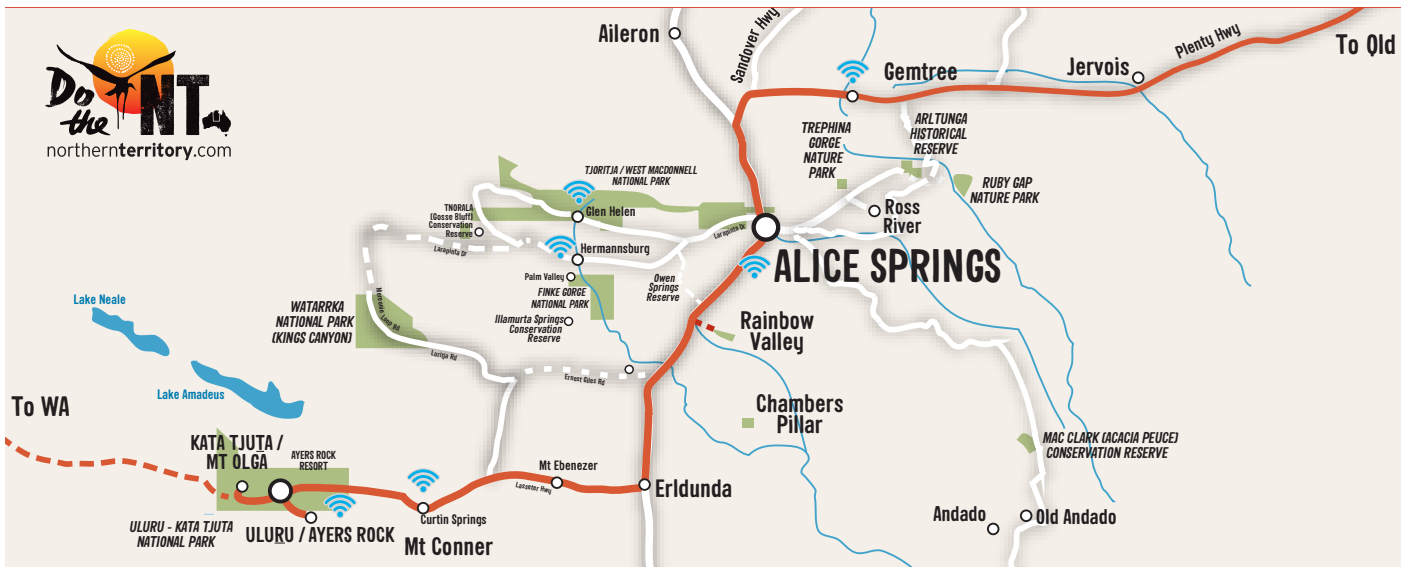 Do
the NT
northernterritory.com
Aileron
Sandover Hwy
Gemtree
Jervois
Plenty Hwy
To Qld
TREPHINA
GORGE
NATURE
PARK
ARLTUNGA
HISTORICAL
RESERVE
RUBY GAP
NATURE PARK
Ross
River
TJORITJA / WEST MACDONNELL
NATIONAL PARK
TNORALA
(Gosse Bluff)
Conservation
Reserve
Glen Helen
Larapinta Dr
Larapinta Dr
Hermannsburg
Palm Valley
FINKE GORGE
NATIONAL PARK
Owen
Springs
Reserve
Illamurta Springs
Conservation
Reserve
ALICE SPRINGS
Rainbow
Valley
WATARRKA
NATIONAL PARK
(KINGS CANYON)
Mereenie Loop Rd
Luritja Rd
Ernest Giles Rd
Lake Neale
Lake Amadeus
To WA
Chambers
Pillar
MAC CLARK (ACACIA PEUCE)
CONSERVATION RESERVE
KATA TJUṮA /
MT OLGA
AYERS ROCK
RESORT
Mt Ebenezer
Lasseter Hwy
Erldunda
Curtin Springs
Mt Conner
ULURU - KATA TJUTA
NATIONAL PARK
ULUṞU / AYERS ROCK
Andado
Old Andado